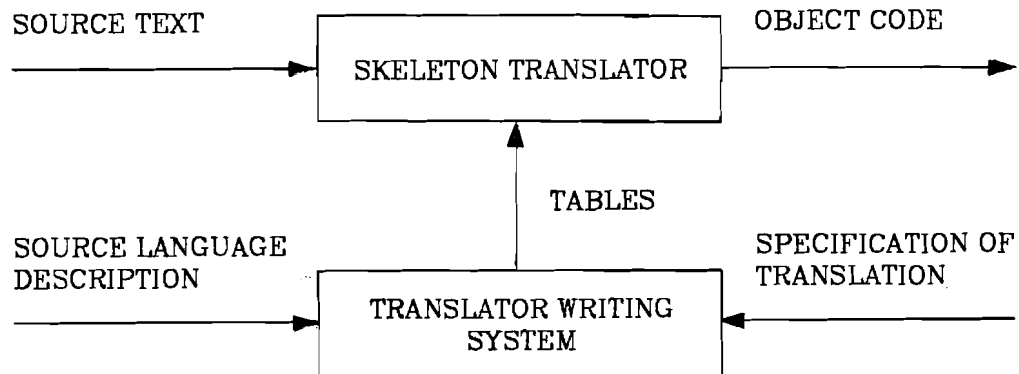 SOURCE TEXT
OBJECT CODE
SKELETON TRANSLATOR
TABLES
SOURCE LANGUAGE
DESCRIPTION
SPECIFICATION OF
TRANSLATION
TRANSLATOR WRITING
SYSTEM